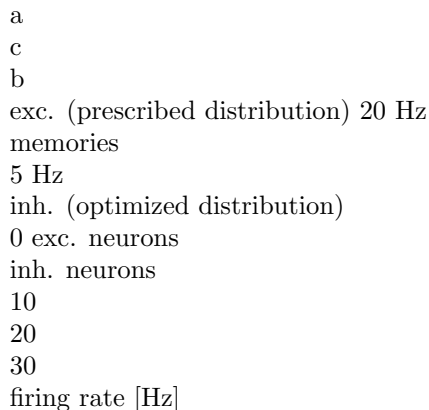 a
c
b
exc. (prescribed distribution) 20 Hz
memories
5 Hz
inh. (optimized distribution)
0 exc. neurons
inh. neurons
10
20
30
firing rate [Hz]